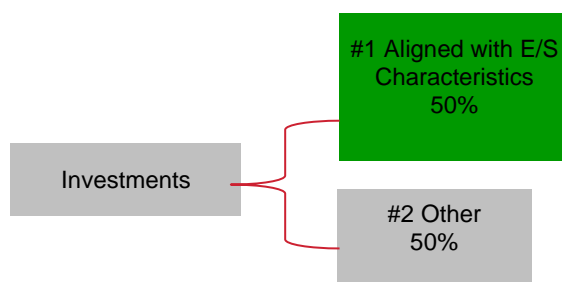 #1 Aligned with E/S
Characteristics
50%
Investments
#2 Other
50%